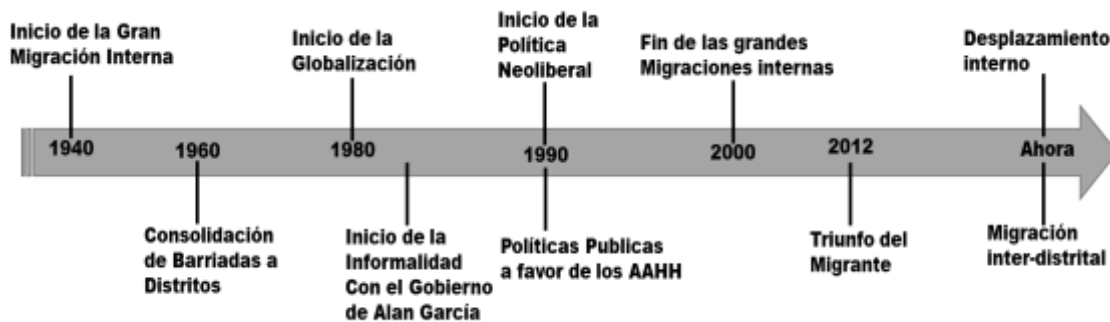 Inicio de la Gran
Migración Interna
Inicio de la
Globalización
Inicio de la
Política
Neoliberal
Fin de las grandes
Migraciones internas
Desplazamiento
interno
1940
1960
1980
1990
2000
2012
Ahora
Consolidación
de Barriadas a
Distritos
Inicio de la
Informalidad
Con el Gobierno
de Alan García
Políticas Publicas
a favor de los AAHH
Triunfo del
Migrante
Migración
inter-distrital